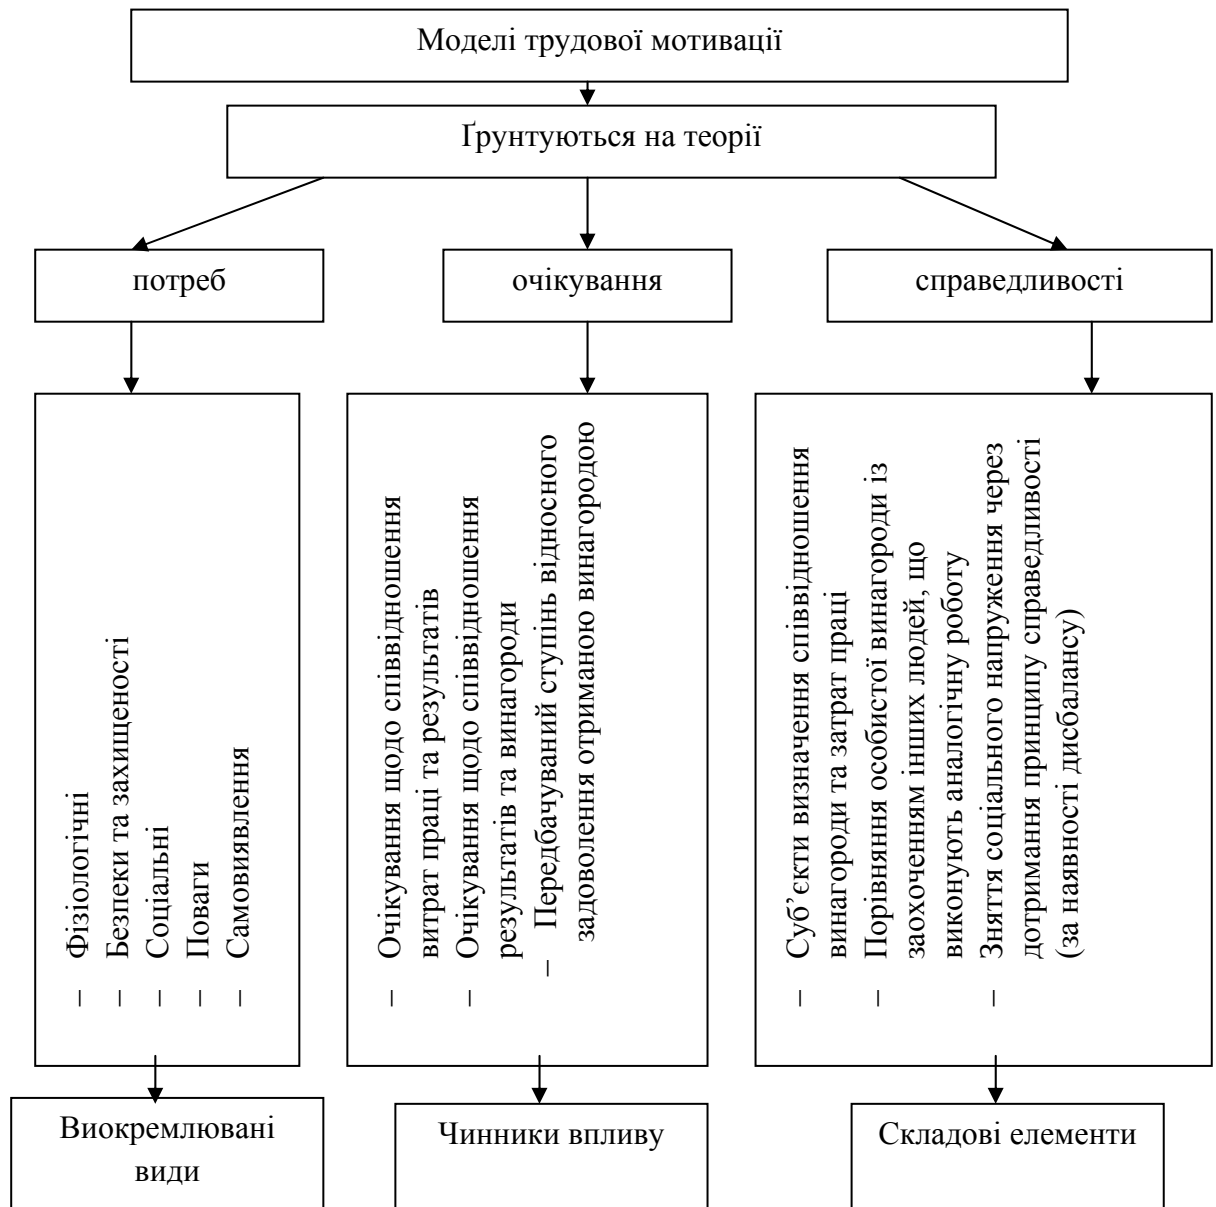 Моделі трудової мотивації
Ґрунтуються на теорії
потреб
очікування
справедливості
– Фізіологічні
– Безпеки та захищеності
– Соціальні
– Поваги
– Самовиявлення
– Очікування щодо співвідношення
витрат праці та результатів
– Очікування щодо співвідношення
результатів та винагороди
– Передбачуваний ступінь відносного
задоволення отриманою винагородою
– Суб’єкти визначення співвідношення
винагороди та затрат праці
– Порівняння особистої винагороди із
заохоченням інших людей, що
виконують аналогічну роботу
– Зняття соціального напруження через
дотримання принципу справедливості
(за наявності дисбалансу)
Виокремлювані
види
Чинники впливу
Складові елементи